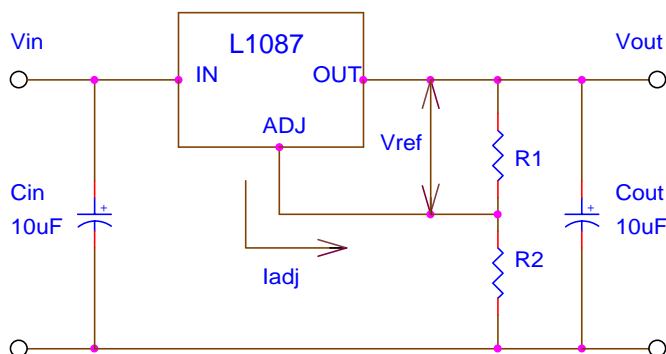 Vin
L1087
Vout
IN
OUT
ADJ
Vref
R1
Cin
10uF
+
Iadj
R2
+
Cout
10uF